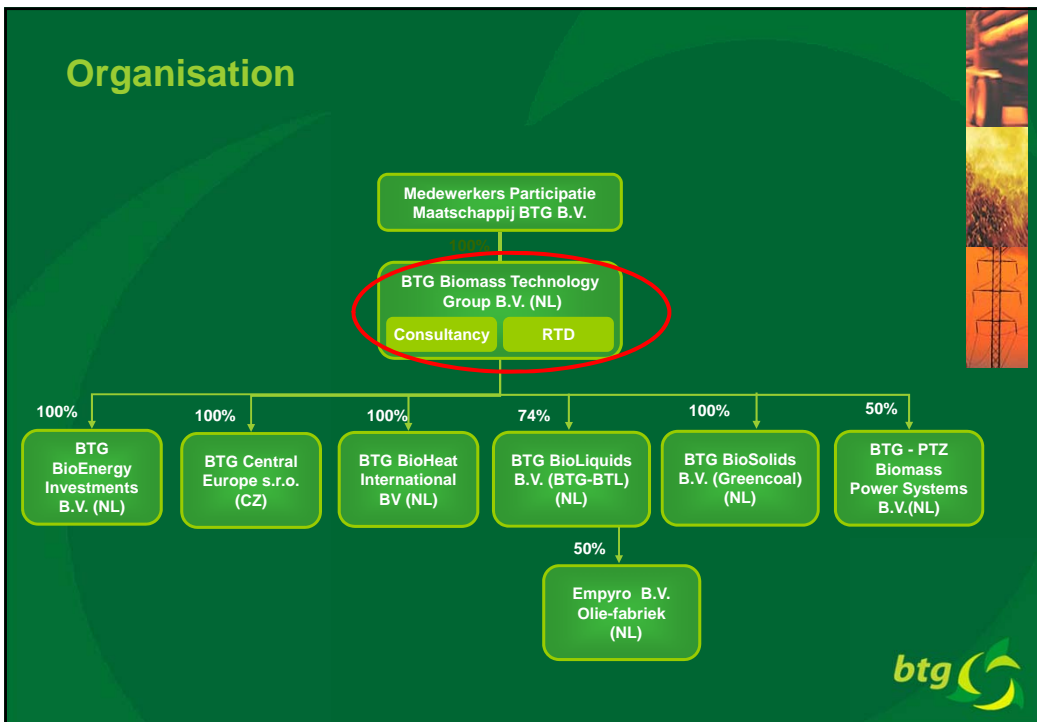 Organisation
Medewerkers Participatie
Maatschappij BTG B.V.
100%
BTG Biomass Technology
Group B.V. (NL)
Consultancy
RTD
100%
BTG
BioEnergy
Investments
B.V. (NL)
100%
BTG Central
Europe s.r.o.
(CZ)
100%
BTG BioHeat
International
BV (NL)
74%
BTG BioLiquids
B.V. (BTG-BTL)
(NL)
100%
BTG BioSolids
B.V. (Greencoal)
(NL)
50%
BTG - PTZ
Biomass
Power Systems
B.V.(NL)
50%
Empyro B.V.
Olie-fabriek
(NL)
btg